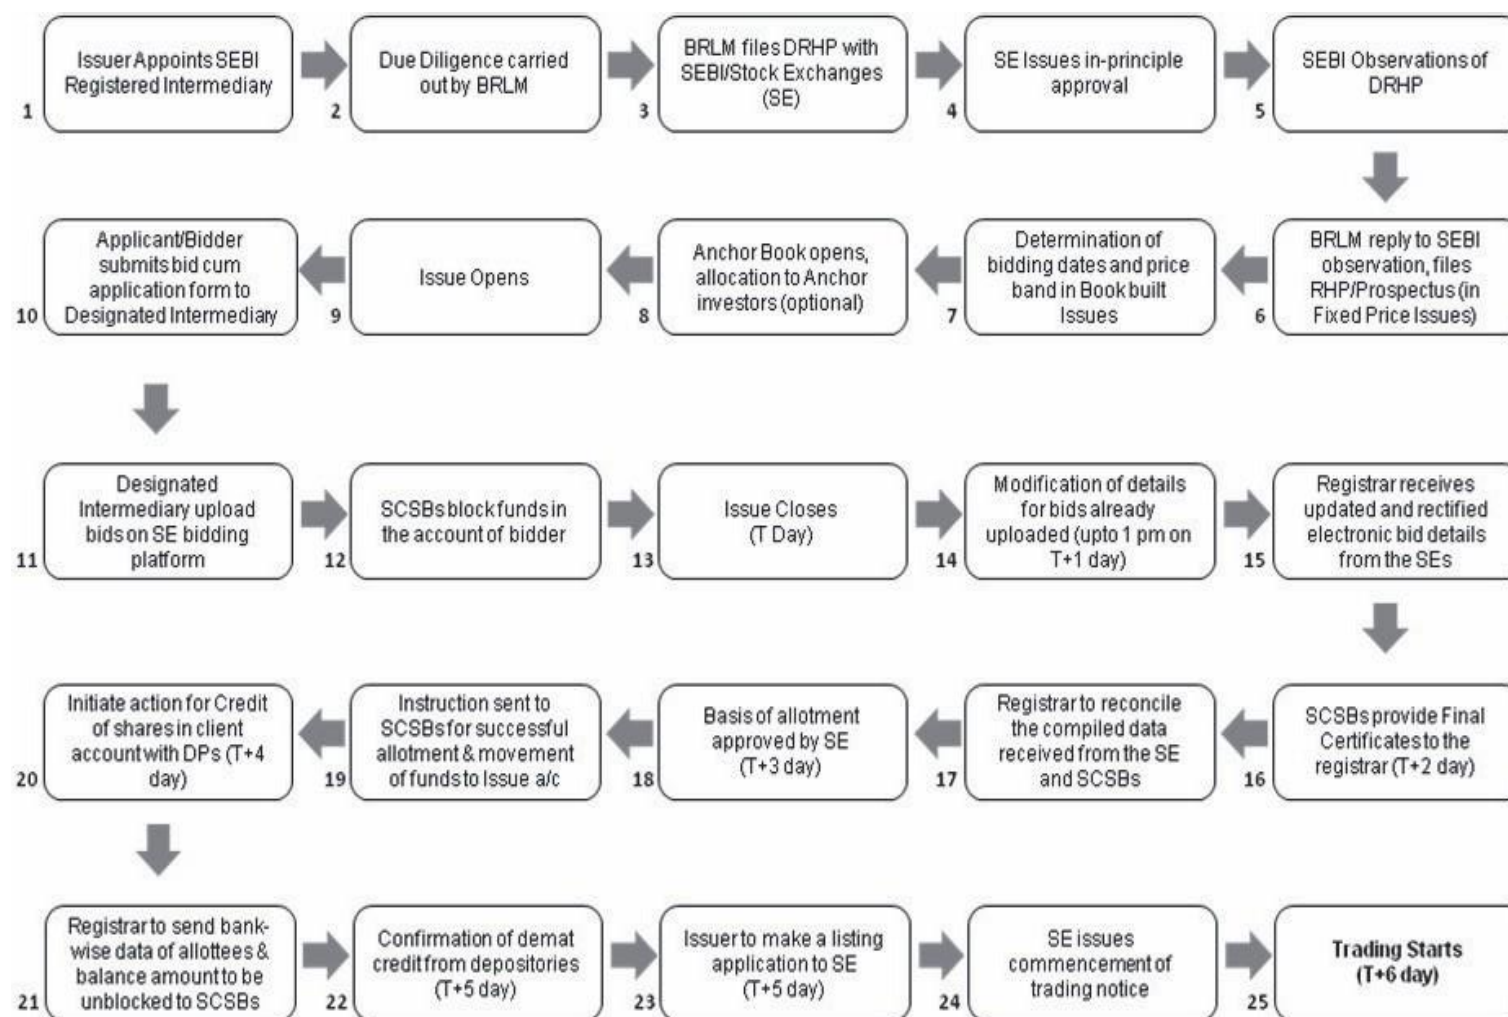 Issuer Appoints SEBI
Registered Intermediary
1
Due Diligence carried
out by BRLM
2
BRLM files DRHP with
SEBI/Stock Exchanges
(SE)
3
SE Issues in-principle
approval
4
SEBI Observations of
DRHP
5
BRLM reply to SEBI
observation, files
RHP/Prospectus (in
Fixed Price Issues)
6
Determination of
bidding dates and price
band in Book built
Issues
7
Anchor Book opens,
allocation to Anchor
investors (optional)
8
Issue Opens
9
Applicant/Bidder
submits bid cum
application form to
Designated Intermediary
10
Designated
Intermediary upload
bids on SE bidding
platform
11
SCSBs block funds in
the account of bidder
12
Issue Closes
(T Day)
13
Modification of details
for bids already
uploaded (upto 1 pm on
T+1 day)
14
Registrar receives
updated and rectified
electronic bid details
from the SEs
15
SCSBs provide Final
Certificates to the
registrar (T+2 day)
16
Registrar to reconcile
the compiled data
received from the SE
and SCSBs
17
Basis of allotment
approved by SE
(T+3 day)
18
Instruction sent to
SCSBs for successful
allotment & movement
of funds to Issue a/c
19
Initiate action for Credit
of shares in client
account with DPs (T+4
day)
20
Registrar to send bank-
wise data of allottees &
balance amount to be
unblocked to SCSBs
21
Confirmation of demat
credit from depositories
(T+5 day)
22
Issuer to make a listing
application to SE
(T+5 day)
23
SE issues
commencement of
trading notice
24
Trading Starts
(T+6 day)
25